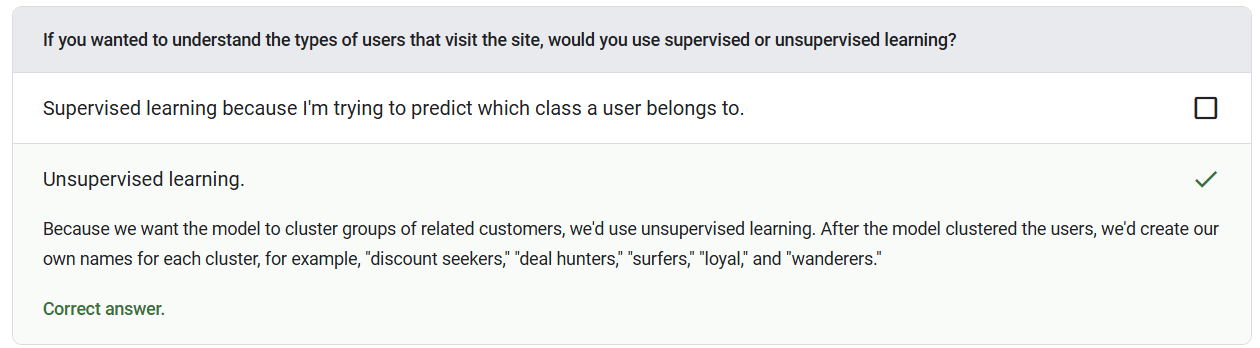 If you wanted to understand the types of users that visit the site, would you use supervised or unsupervised learning?
Supervised learning because I'm trying to predict which class a user belongs to.
Unsupervised learning.
Because we want the model to cluster groups of related customers, we'd use unsupervised learning. After the model clustered the users, we'd create our
own names for each cluster, for example, "discount seekers," "deal hunters," "surfers," "loyal," and "wanderers."
Correct answer.